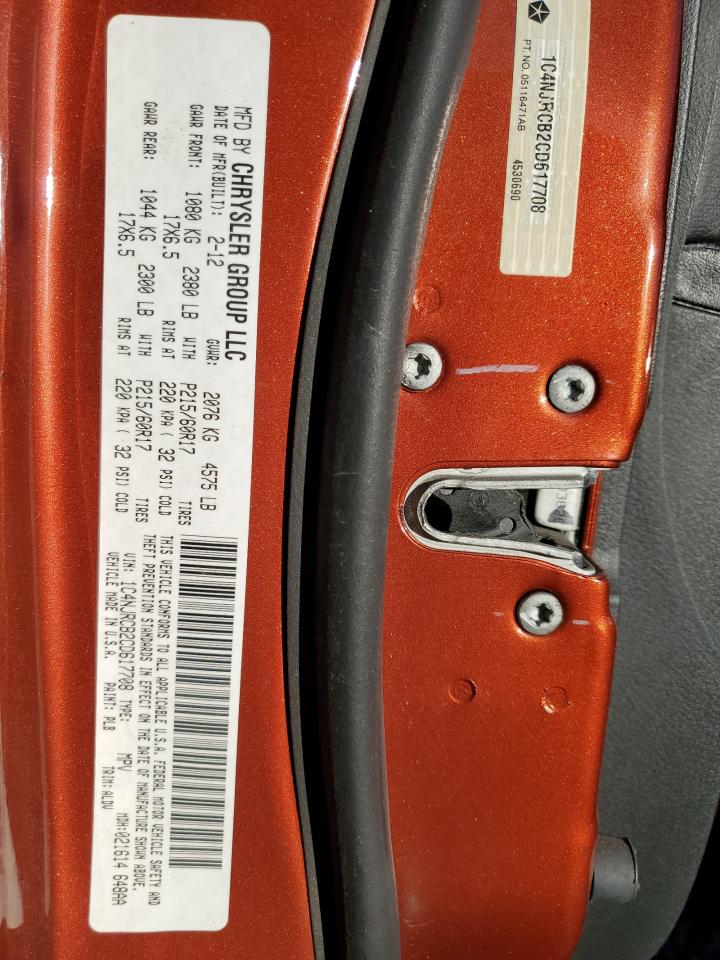 MFD BY CHRYSLER GROUP LLC
DATE OF MFR(BUILT): 2-12 GVWR: 2076 KG 4575 LB
GAWR FRONT: 1080 KG 2380 LB WITH P215/60R17 TIRES
17X6.5 RIMS AT 220 KPA ( 32 PSI) COLD
GAWR REAR: 1044 KG 2300 LB WITH P215/60R17 TIRES
17X6.5 RIMS AT 220 KPA ( 32 PSI) COLD
THIS VEHICLE CONFORMS TO ALL APPLICABLE U.S.A. FEDERAL MOTOR VEHICLE SAFETY AND
THEFT PREVENTION STANDARDS IN EFFECT ON THE DATE OF MANUFACTURE SHOWN ABOVE.
VIN: 1C4NJRCB2CD617708 TYPE: MPV MDH:021614 648AA
VEHICLE MADE IN U.S.A. PAINT: PLB TRIM:ALDV
1C4NJRCB2CD617708
PT. NO. 05116471AB 4530690